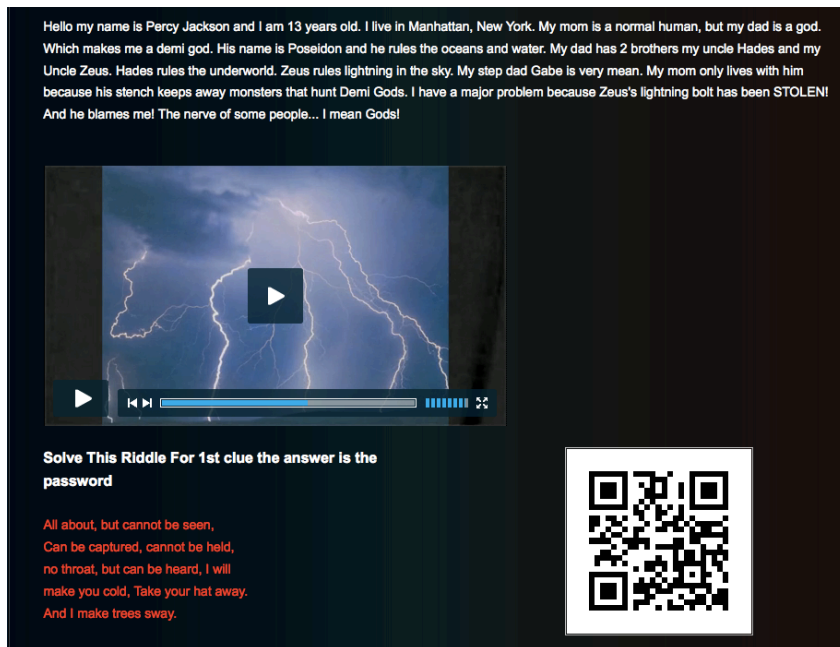 Hello my name is Percy Jackson and I am 13 years old. I live in Manhattan, New York. My mom is a normal human, but my dad is a god.
Which makes me a demi god. His name is Poseidon and he rules the oceans and water. My dad has 2 brothers my uncle Hades and my
Uncle Zeus. Hades rules the underworld. Zeus rules lightning in the sky. My step dad Gabe is very mean. My mom only lives with him
because his stench keeps away monsters that hunt Demi Gods. I have a major problem because Zeus's lightning bolt has been STOLEN!
And he blames me! The nerve of some people... I mean Gods!
Solve This Riddle For 1st clue the answer is the
password
All about, but cannot be seen,
Can be captured, cannot be held,
no throat, but can be heard, I will
make you cold, Take your hat away.
And I make trees sway.